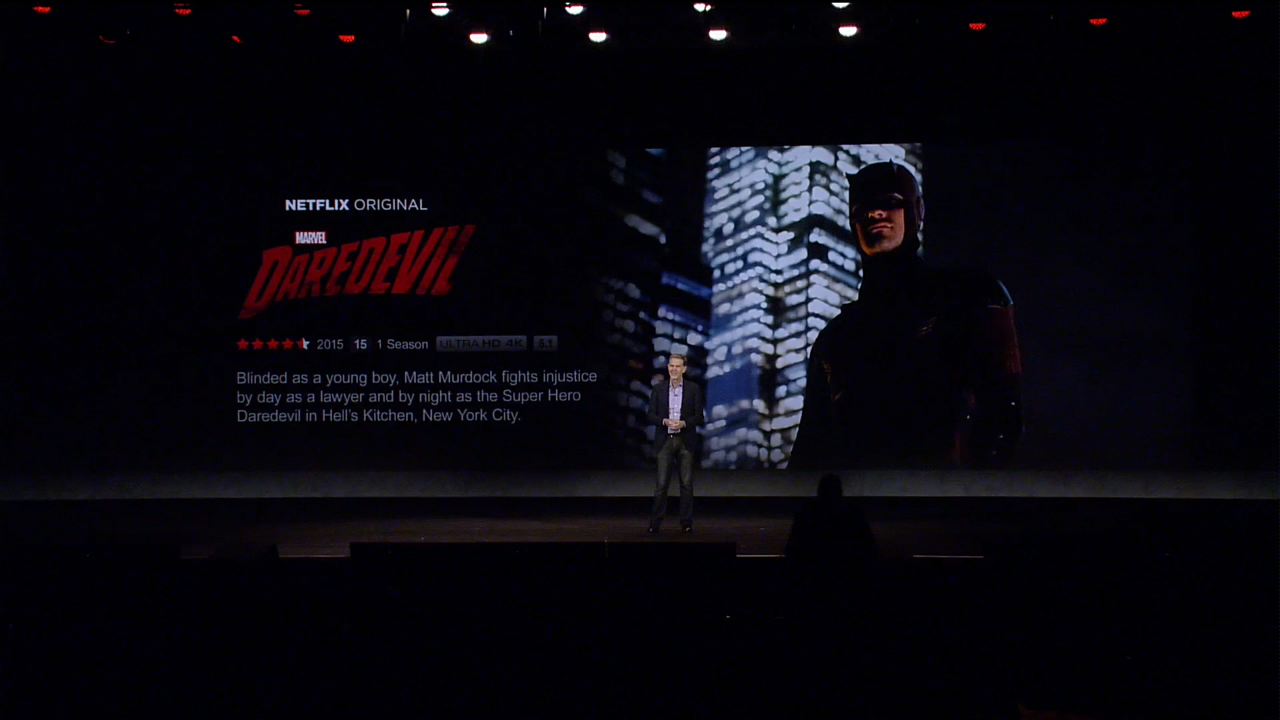 NETFLIX ORIGINAL
MARVEL
DAREDEVIL
2015 15 1 Season ULTRA HD 4K 5.1
Blinded as a young boy, Matt Murdock fights injustice
by day as a lawyer and by night as the Super Hero
Daredevil in Hell's Kitchen, New York City.